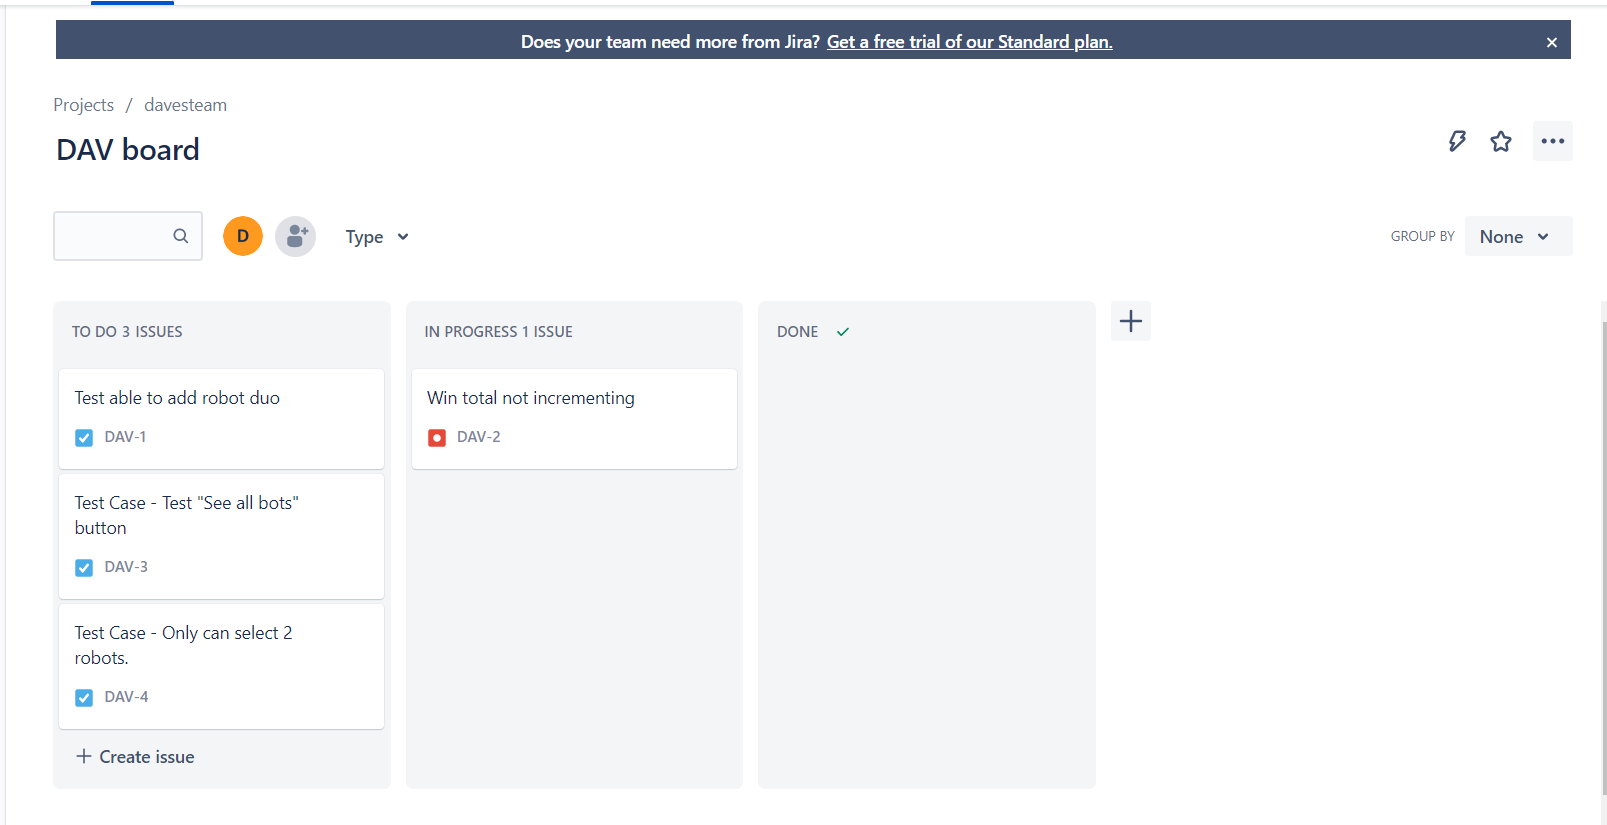 Does your team need more from Jira? Get a free trial of our Standard plan.
Projects / davesteam
DAV board
D
Type
GROUP BY None
TO DO 3 ISSUES
Test able to add robot duo
DAV-1
Test Case - Test "See all bots"
button
DAV-3
Test Case - Only can select 2
robots.
DAV-4
+ Create issue
IN PROGRESS 1 ISSUE
Win total not incrementing
DAV-2
DONE